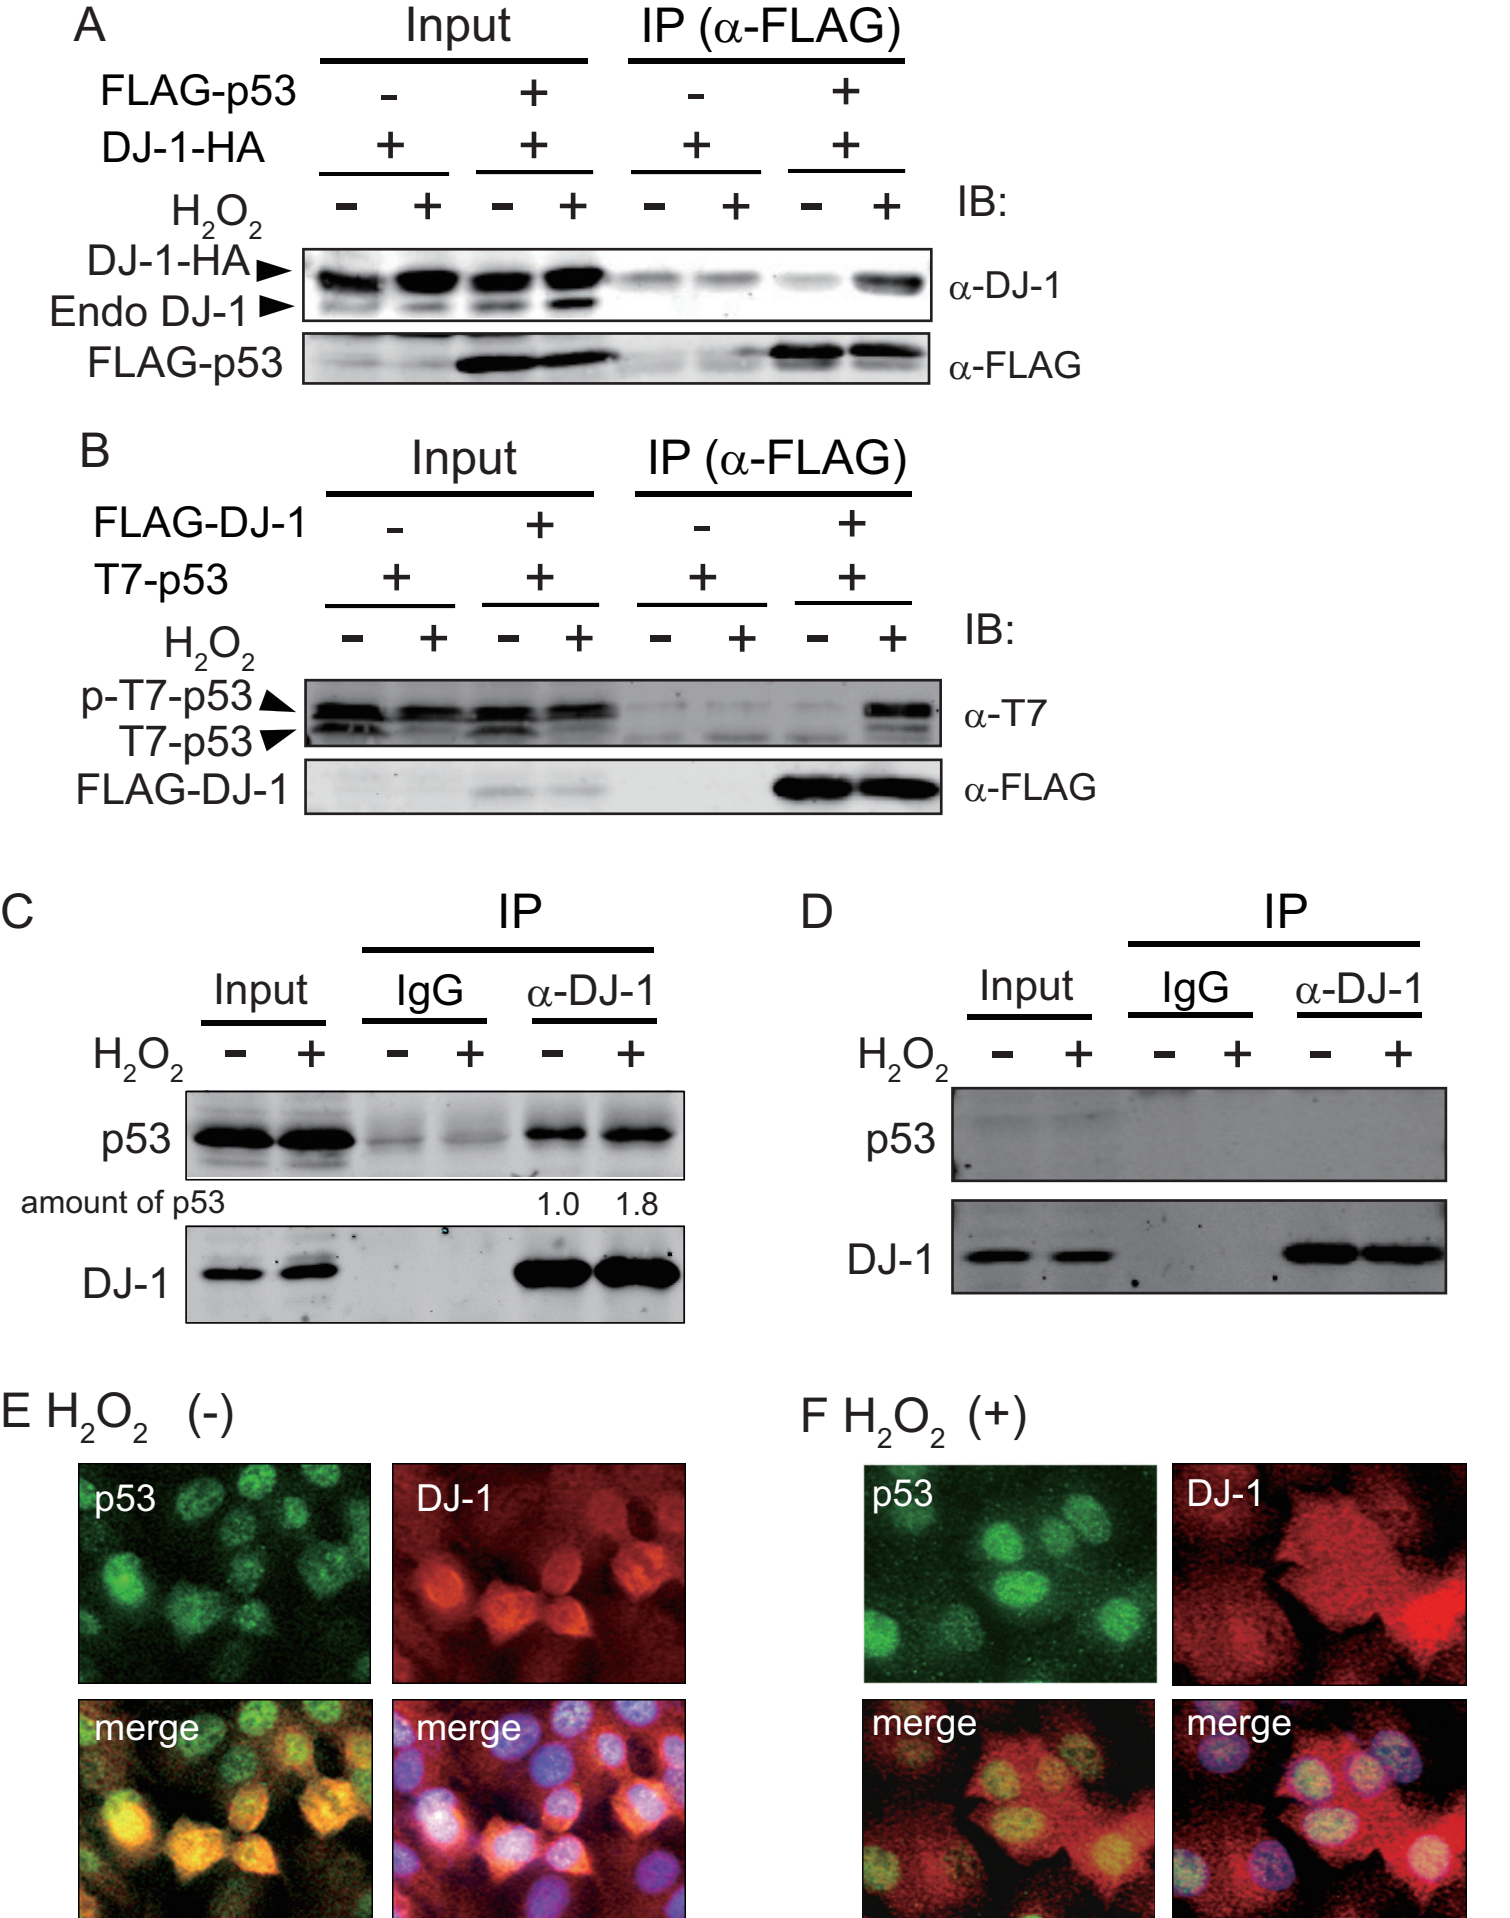 A
Input IP (α-FLAG)
FLAG-p53 - + - +
DJ-1-HA + + + +
H2O2 - + - + - + - + IB:
DJ-1-HA
α-DJ-1
Endo DJ-1
FLAG-p53 α-FLAG
B
Input IP (α-FLAG)
FLAG-DJ-1 - + - +
T7-p53 + + + +
H2O2 - + - + - + - + IB:
p-T7-p53
α-T7
T7-p53
FLAG-DJ-1 α-FLAG
C
IP
Input IgG α-DJ-1
H2O2 - + - + - +
p53
amount of p53 1.0 1.8
DJ-1
D
IP
Input IgG α-DJ-1
H2O2 - + - + - +
p53
DJ-1
E H2O2 (-)
p53 DJ-1
merge merge
F H2O2 (+)
p53 DJ-1
merge merge